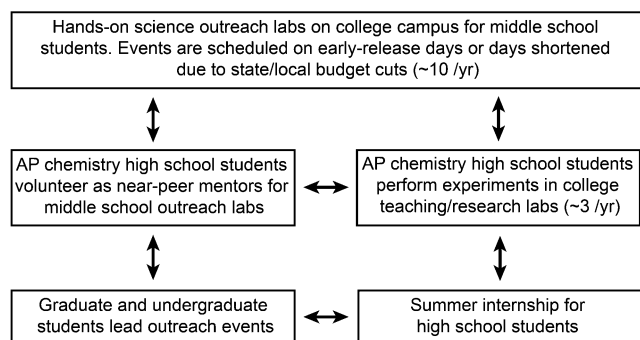 Hands-on science outreach labs on college campus for middle school
students. Events are scheduled on early-release days or days shortened
due to state/local budget cuts (~10 /yr)
AP chemistry high school students
volunteer as near-peer mentors for
middle school outreach labs
AP chemistry high school students
perform experiments in college
teaching/research labs (~3 /yr)
Graduate and undergraduate
students lead outreach events
Summer internship for
high school students